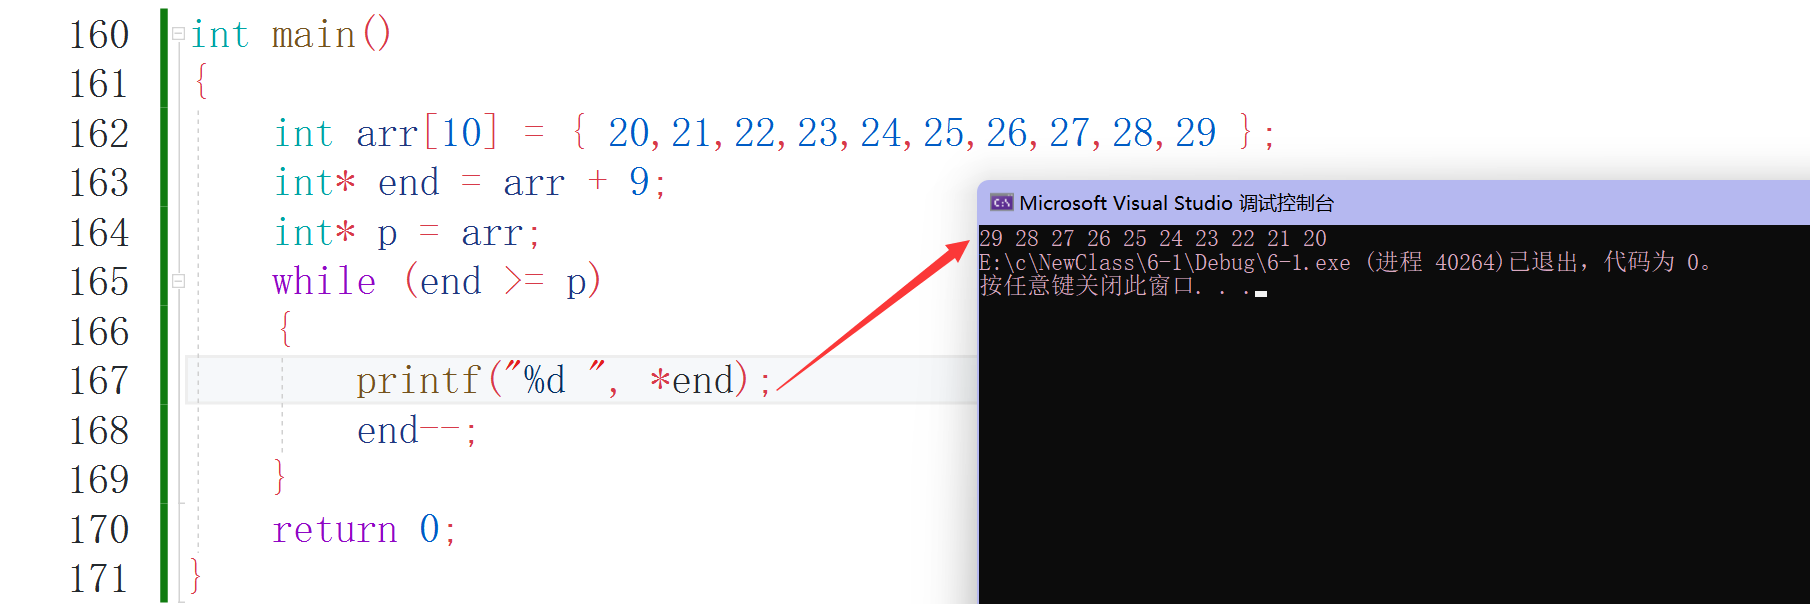 160 int main()
161 {
162 int arr[10] = { 20,21,22,23,24,25,26,27,28,29 };
163 int* end = arr + 9;
164 int* p = arr;
165 while (end >= p)
166 {
167 printf("%d ", *end);
168 end--;
169 }
170 return 0;
171 }
C:\ Microsoft Visual Studio 调试控制台
29 28 27 26 25 24 23 22 21 20
E:\c\NewClass\6-1\Debug\6-1.exe (进程 40264)已退出，代码为 0。
按任意键关闭此窗口. . .